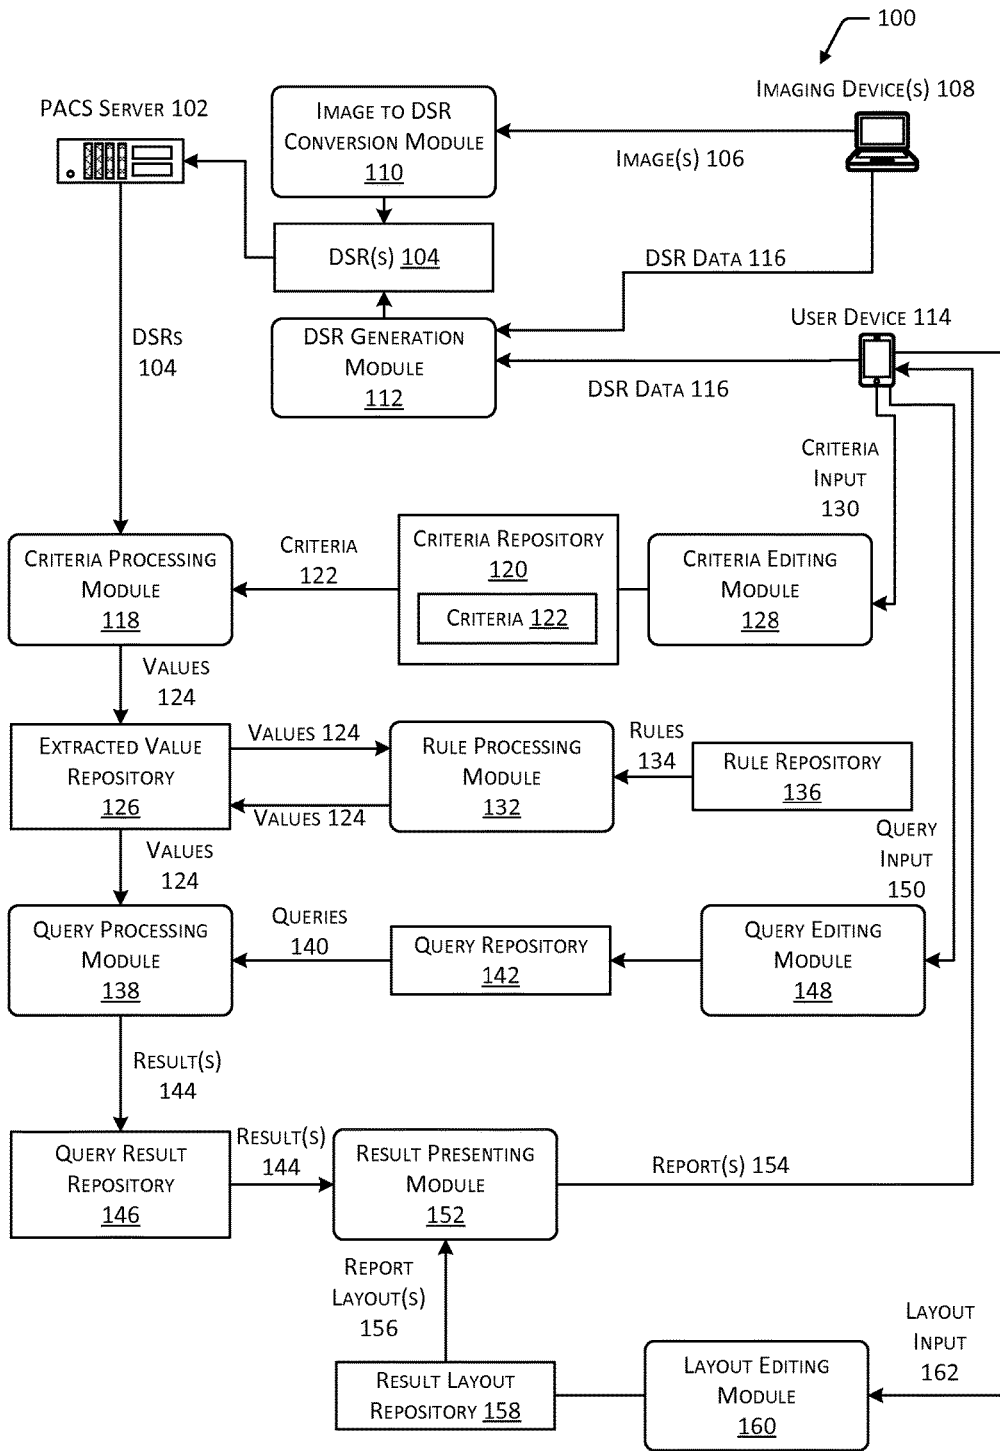 100
Imaging Device(s) 108
PACS Server 102
Image to DSR
Conversion Module
110
Image(s) 106
DSR(s) 104
DSR Data 116
DSRs
104
DSR Generation
Module
112
User Device 114
DSR Data 116
Criteria
Input
130
Criteria Processing
Module
118
Criteria
122
Criteria Repository
120
Criteria 122
Criteria Editing
Module
128
Values
124
Extracted Value
Repository
126
Values 124
Values 124
Rule Processing
Module
132
Rules
134
Rule Repository
136
Values
124
Query
Input
150
Query Processing
Module
138
Queries
140
Query Repository
142
Query Editing
Module
148
Result(s)
144
Query Result
Repository
146
Result(s)
144
Result Presenting
Module
152
Report(s) 154
Report
Layout(s)
156
Result Layout
Repository 158
Layout Editing
Module
160
Layout
Input
162